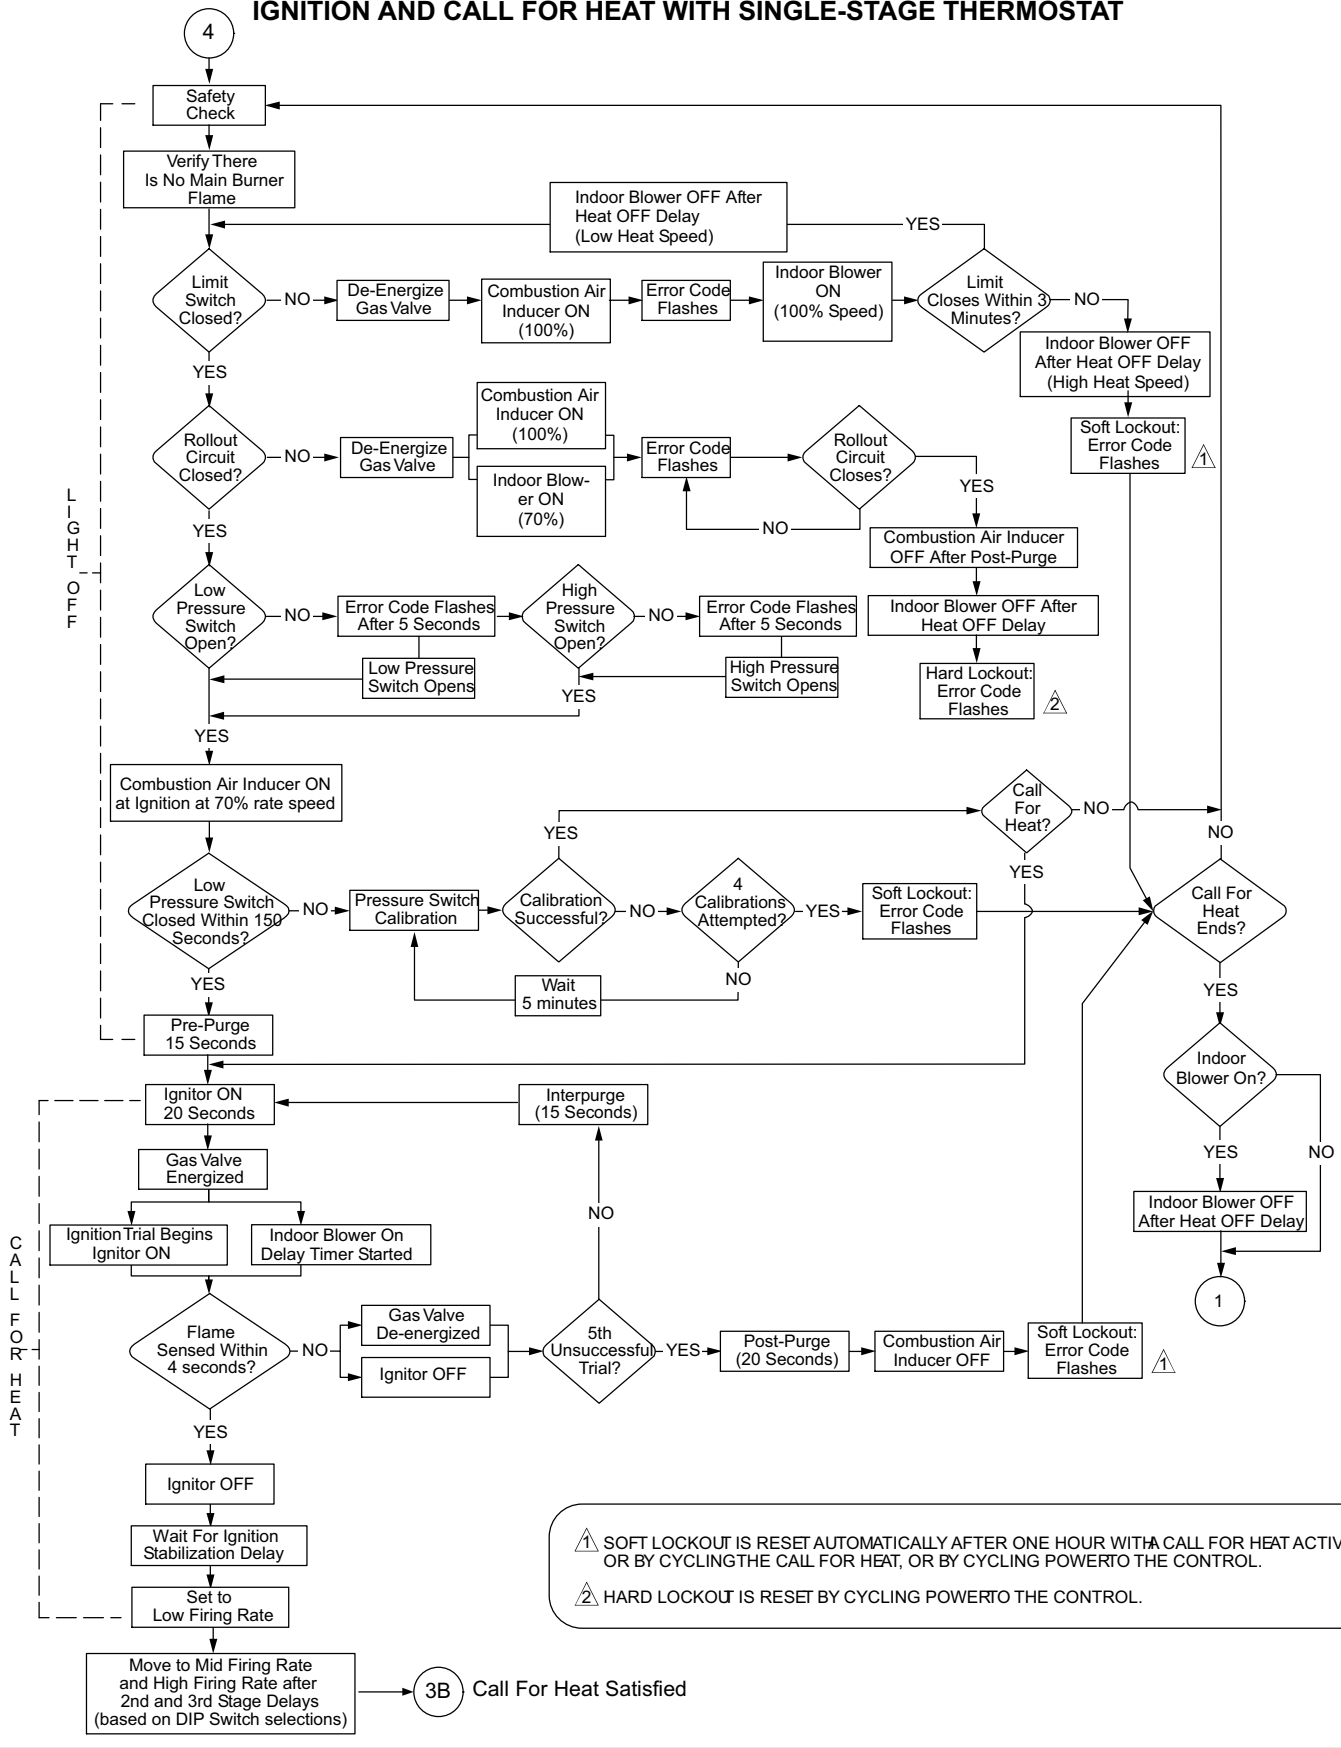 IGNITION AND CALL FOR HEAT WITH SINGLE-STAGE THERMOSTAT
4
Safety
Check
Verify There
Is No Main Burner
Flame
Indoor Blower OFF After
Heat OFF Delay
(Low Heat Speed)
YES
Limit
Switch
Closed?
NO
De-Energize
Gas Valve
Combustion Air
Inducer ON
(100%)
Error Code
Flashes
Indoor Blower
ON
(100% Speed)
Limit
Closes Within 3
Minutes?
NO
Indoor Blower OFF
After Heat OFF Delay
(High Heat Speed)
Soft Lockout:
Error Code
Flashes
1
YES
Rollout
Circuit
Closed?
NO
De-Energize
Gas Valve
Combustion Air
Inducer ON
(100%)
Indoor Blow-
er ON
(70%)
Error Code
Flashes
Rollout
Circuit
Closes?
NO
YES
Combustion Air Inducer
OFF After Post-Purge
Indoor Blower OFF After
Heat OFF Delay
Hard Lockout:
Error Code
Flashes
2
LIGHT OFF
YES
Low
Pressure
Switch
Open?
NO
Error Code Flashes
After 5 Seconds
Low Pressure
Switch Opens
High
Pressure
Switch
Open?
NO
Error Code Flashes
After 5 Seconds
High Pressure
Switch Opens
YES
YES
Combustion Air Inducer ON
at Ignition at 70% rate speed
Low
Pressure Switch
Closed Within 150
Seconds?
NO
Pressure Switch
Calibration
Calibration
Successful?
YES
NO
4
Calibrations
Attempted?
YES
NO
Wait
5 minutes
Soft Lockout:
Error Code
Flashes
Call
For
Heat?
NO
YES
NO
Call For
Heat
Ends?
YES
Indoor
Blower On?
YES
NO
Indoor Blower OFF
After Heat OFF Delay
1
YES
Pre-Purge
15 Seconds
Ignitor ON
20 Seconds
Interpurge
(15 Seconds)
Gas Valve
Energized
Ignition Trial Begins
Ignitor ON
Indoor Blower On
Delay Timer Started
CALL FOR HEAT
Flame
Sensed Within
4 seconds?
NO
Gas Valve
De-energized
Ignitor OFF
5th
Unsuccessful
Trial?
NO
YES
Post-Purge
(20 Seconds)
Combustion Air
Inducer OFF
Soft Lockout:
Error Code
Flashes
1
YES
Ignitor OFF
Wait For Ignition
Stabilization Delay
Set to
Low Firing Rate
Move to Mid Firing Rate
and High Firing Rate after
2nd and 3rd Stage Delays
(based on DIP Switch selections)
3B
Call For Heat Satisfied
1 SOFT LOCKOUT IS RESET AUTOMATICALLY AFTER ONE HOUR WITH A CALL FOR HEAT ACTIV
OR BY CYCLING THE CALL FOR HEAT, OR BY CYCLING POWER TO THE CONTROL.
2 HARD LOCKOUT IS RESET BY CYCLING POWER TO THE CONTROL.